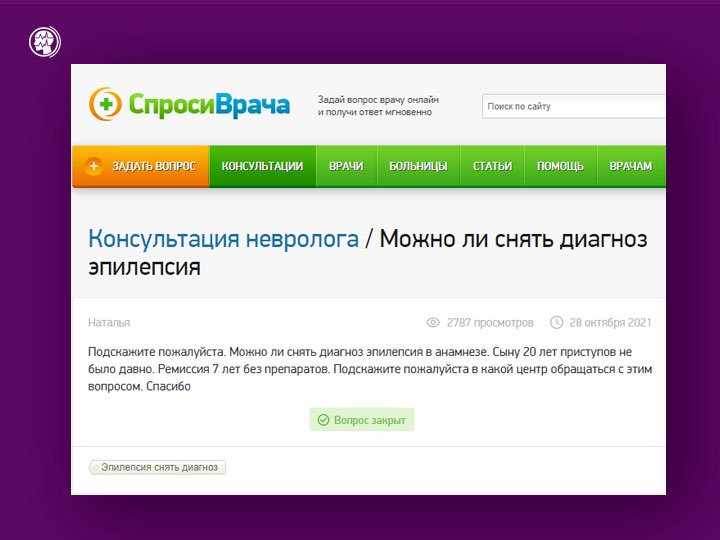 СпросиВрача
Задай вопрос врачу онлайн
и получи ответ мгновенно
Поиск по сайту
ЗАДАТЬ ВОПРОС
КОНСУЛЬТАЦИИ
ВРАЧИ
БОЛЬНИЦЫ
СТАТЬИ
ПОМОЩЬ
ВРАЧАМ
Консультация невролога / Можно ли снять диагноз
эпилепсия
Наталья
2787 просмотров
28 октября 2021
Подскажите пожалуйста. Можно ли снять диагноз эпилепсия в анамнезе. Сыну 20 лет приступов не
было давно. Ремиссия 7 лет без препаратов. Подскажите пожалуйста в какой центр обращаться с этим
вопросом. Спасибо
Вопрос закрыт
Эпилепсия снять диагноз